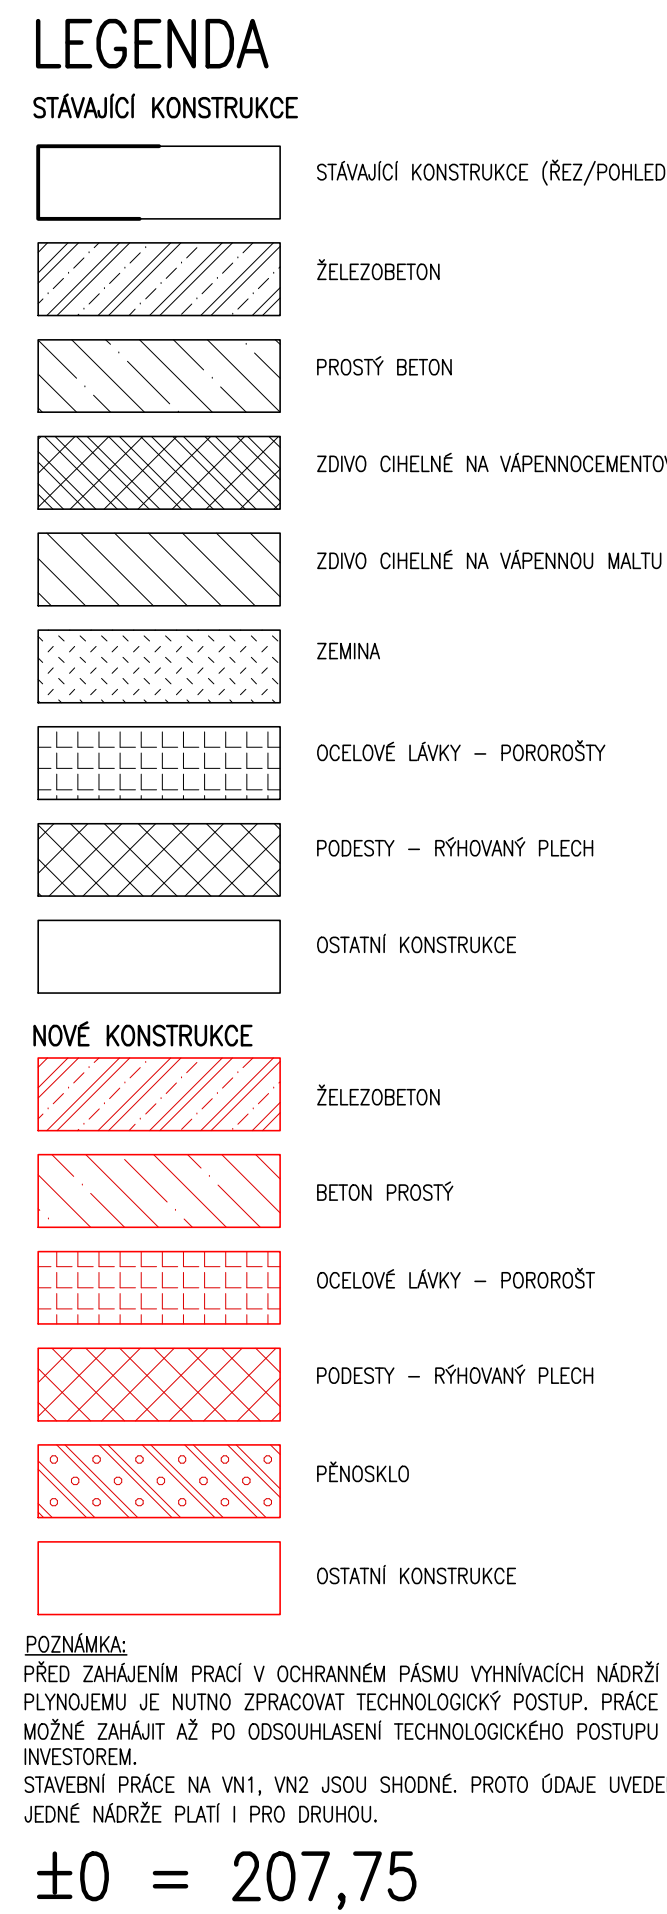 LEGENDA
STÁVAJÍCÍ KONSTRUKCE
STÁVAJÍCÍ KONSTRUKCE (ŘEZ/POHLED
ŽELEZOBETON
PROSTÝ BETON
ZDIVO CIHELNÉ NA
ZDIVO CIHELNÉ NA VÁPENNOU MALTU
ZEMINA
OCELOVÉ LÁVKY – POROROŠTY
PODESTY – RÝHOVANÝ PLECH
OSTATNÍ KONSTRUKCE
NOVÉ KONSTRUKCE
ŽELEZOBETON
BETON PROSTÝ
OCELOVÉ LÁVKY – POROROŠT
PODESTY – RÝHOVANÝ PLECH
PĚNOSKLO
OSTATNÍ KONSTRUKCE
POZNÁMKA:
PŘED ZAHÁJENÍM PRACÍ V OCHRANNÉM PÁSMU VYHNÍVACÍCH NÁDRŽÍ
PLYNOJEMU JE NUTNO ZPRACOVAT TECHNOLOGICKÝ POSTUP. PRÁCE
MOŽNÉ ZAHÁJIT AŽ PO ODSOUHLASENÍ TECHNOLOGICKÉHO POSTUPU
INVESTOREM.
STAVEBNÍ PRÁCE NA VN1, VN2 JSOU SHODNÉ. PROTO ÚDAJE
JEDNÉ NÁDRŽE PLATÍ I PRO DRUHOU.
±0 = 207,75